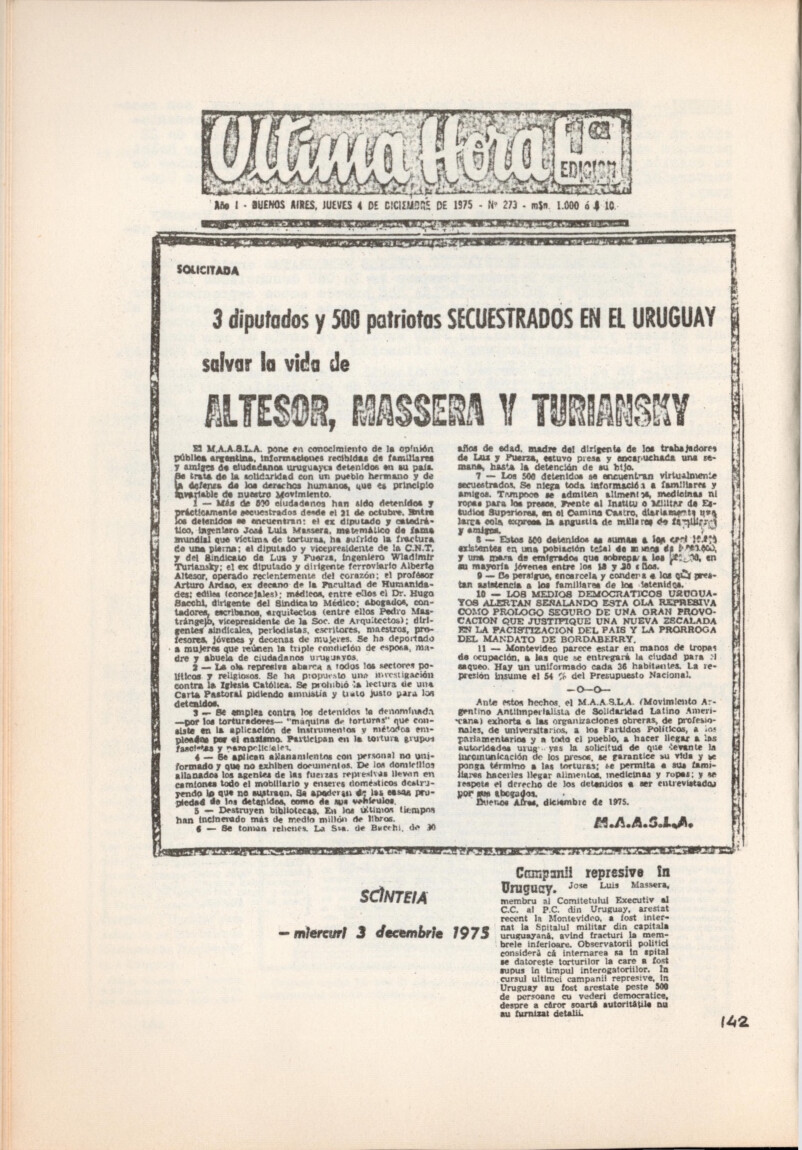 Ultima Hora
EDICION
Año I - BUENOS AIRES, JUEVES 4 DE DICIEMBRE DE 1975 - Nº 273 - m$n. 1.000 ó $ 10.
SOLICITADA
3 diputados y 500 patriotas SECUESTRADOS EN EL URUGUAY
salvar la vida de
ALTESOR, MASSERA Y TURIANSKY
El M.A.A.S.L.A. pone en conocimiento de la opinión
pública argentina, informaciones recibidas de familiares
y amigos de ciudadanos uruguayos detenidos en su país.
Se trata de la solidaridad con un pueblo hermano y de
la defensa de los derechos humanos, que es principio
invariable de nuestro Movimiento.
1 — Más de 500 ciudadanos han sido detenidos y
prácticamente secuestrados desde el 21 de octubre. Entre
los detenidos se encuentran: el ex diputado y catedrá-
tico, ingeniero José Luis Massera, matemático de fama
mundial que víctima de torturas, ha sufrido la fractura
de una pierna; el diputado y vicepresidente de la C.N.T.
y del Sindicato de Luz y Fuerza, ingeniero Wladimir
Turiansky; el ex diputado y dirigente ferroviario Alberto
Altesor, operado recientemente del corazón; el profesor
Arturo Ardao, ex decano de la Facultad de Humanida-
des; ediles (concejales); médicos, entre ellos el Dr. Hugo
Bacchi, dirigente del Sindicato Médico; abogados, con-
tadores, escribanos, arquitectos (entre ellos Pedro Mas-
trángelo, vicepresidente de la Soc. de Arquitectos); diri-
gentes sindicales, periodistas, escritores, maestros, pro-
fesores, jóvenes y decenas de mujeres. Se ha deportado
a mujeres que reúnen la triple condición de esposa, ma-
dre y abuela de ciudadanos uruguayos.
2 — La ola represiva abarca a todos los sectores po-
líticos y religiosos. Se ha propuesto una investigación
contra la Iglesia Católica. Se prohibió la lectura de una
Carta Pastoral pidiendo amnistía y trato justo para los
detenidos.
3 — Se emplea contra los detenidos la denominada
—por los torturadores— "máquina de torturas" que con-
siste en la aplicación de instrumentos y métodos em-
pleados por el nazismo. Participan en la tortura grupos
fascistas y parapoliciales.
4 — Se aplican allanamientos con personal no uni-
formado y que no exhiben documentos. De los domicilios
allanados los agentes de las fuerzas represivas llevan en
camiones todo el mobiliario y enseres domésticos destru-
yendo lo que no sustraen. Se apoderan de las casas pro-
piedad de los detenidos, como de sus vehículos.
5 — Destruyen bibliotecas. En los últimos tiempos
han incinerado más de medio millón de libros.
6 — Se toman rehenes. La Sra. de Bacchi, de
años de edad, madre del dirigente de los trabajadores
de Luz y Fuerza, estuvo presa y encapuchada una se-
mana, hasta la detención de su hijo.
7 — Los 500 detenidos se encuentran virtualmente
secuestrados. Se niega toda información a familiares y
amigos. Tampoco se admiten alimentos, medicinas ni
ropas para los presos. Frente al Instituto Militar de Es-
tudios Superiores, en el Camino Castro, diariamente una
larga cola expresa la angustia de millares de familiares
y amigos.
8 — Estos 500 detenidos se suman a los
existentes en una población total de menos de
y una masa de emigrados que sobrepasa los en
su mayoría jóvenes entre los 18 y 30 años.
9 — Se persigue, encarcela y condena a los que pres-
tan asistencia a los familiares de los detenidos.
10 — LOS MEDIOS DEMOCRATICOS URUGUA-
YOS ALERTAN SEÑALANDO ESTA OLA REPRESIVA
COMO PROLOGO SEGURO DE UNA GRAN PROVO-
CACION QUE JUSTIFIQUE UNA NUEVA ESCALADA
EN LA FACISTIZACION DEL PAIS Y LA PRORROGA
DEL MANDATO DE BORDABERRY.
11 — Montevideo parece estar en manos de tropas
de ocupación, a las que se entregará la ciudad para el
saqueo. Hay un uniformado cada 36 habitantes. La re-
presión insume el 54 % del Presupuesto Nacional.
—o—o—
Ante estos hechos, el M.A.A.S.L.A. (Movimiento Ar-
gentino Antiimperialista de Solidaridad Latino Ameri-
cana) exhorta a las organizaciones obreras, de profesio-
nales, de universitarios, a los Partidos Políticos, a los
parlamentarios y a todo el pueblo, a hacer llegar a las
autoridades uruguayas la solicitud de que levante la
incomunicación de los presos, se garantice su vida y se
ponga término a las torturas; se permita a sus fami-
liares hacerles llegar alimentos, medicinas y ropas; y se
respete el derecho de los detenidos a ser entrevistados
por sus abogados.
Buenos Aires, diciembre de 1975.
M.A.A.S.L.A.
SCÎNTEIA
— miercuri 3 decembrie 1975
Campanii represive în
Uruguay. Jose Luis Massera,
membru al Comitetului Executiv al
C.C. al P.C. din Uruguay, arestat
recent la Montevideo, a fost inter-
nat la Spitalul militar din capitala
uruguayană, avînd fracturi la mem-
brele inferioare. Observatorii politici
consideră că internarea sa în spital
se datorește torturilor la care a fost
supus în timpul interogatoriilor. În
cursul ultimei campanii represive, în
Uruguay au fost arestate peste 500
de persoane cu vederi democratice,
despre a căror soartă autoritățile nu
au furnizat detalii.
142